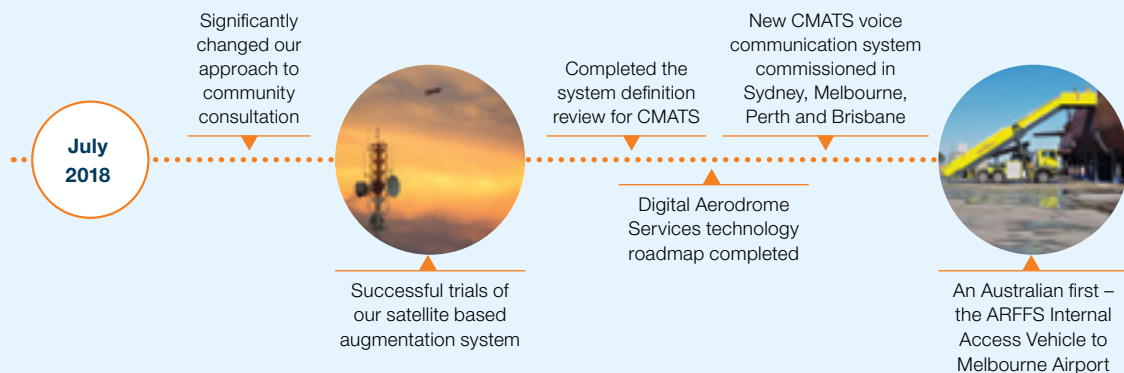 July
2018
Significantly
changed our
approach to
community
consultation
Successful trials of
our satellite based
augmentation system
Completed the
system definition
review for CMATS
Digital Aerodrome
Services technology
roadmap completed
New CMATS voice
communication system
commissioned in
Sydney, Melbourne,
Perth and Brisbane
An Australian first –
the ARFFS Internal
Access Vehicle to
Melbourne Airport